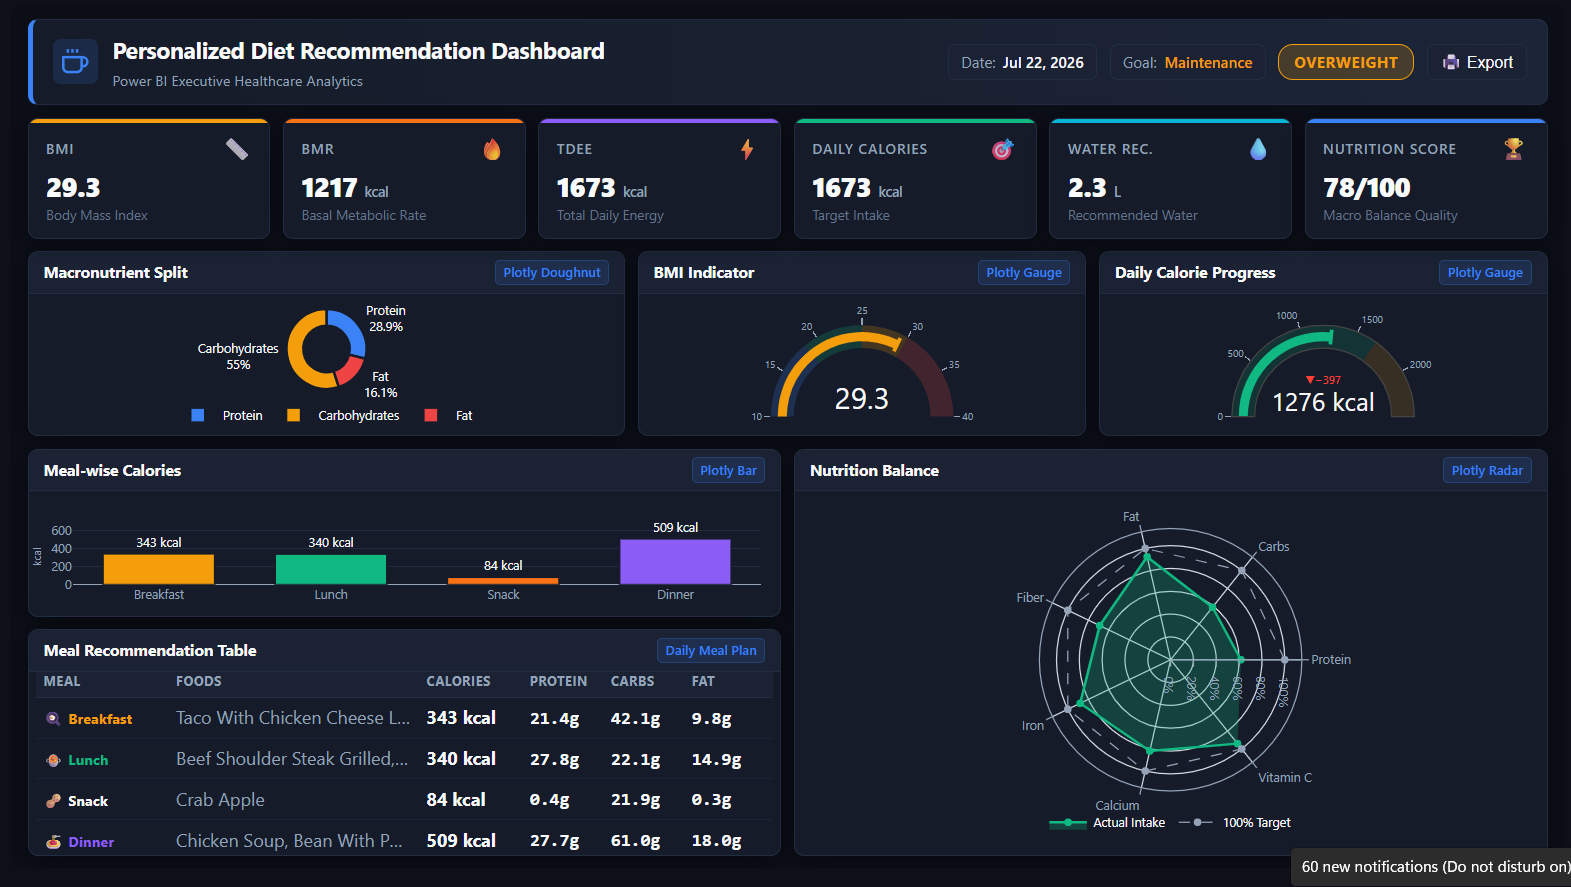 Personalized Diet Recommendation Dashboard
Power BI Executive Healthcare Analytics
Date: Jul 22, 2026
Goal: Maintenance
OVERWEIGHT
Export
BMI
29.3
Body Mass Index
BMR
1217 kcal
Basal Metabolic Rate
TDEE
1673 kcal
Total Daily Energy
DAILY CALORIES
1673 kcal
Target Intake
WATER REC.
2.3 L
Recommended Water
NUTRITION SCORE
78/100
Macro Balance Quality
Macronutrient Split
Plotly Doughnut
Protein
28.9%
Carbohydrates
55%
Fat
16.1%
Protein Carbohydrates Fat
BMI Indicator
Plotly Gauge
10
15
20
25
30
35
40
29.3
Daily Calorie Progress
Plotly Gauge
0
500
1000
1500
2000
▼−397
1276 kcal
Meal-wise Calories
Plotly Bar
kcal
600
400
200
0
343 kcal
340 kcal
84 kcal
509 kcal
Breakfast Lunch Snack Dinner
Nutrition Balance
Plotly Radar
Fat
Carbs
Fiber
Protein
0% 20% 40% 60% 80% 100%
Iron
Vitamin C
Calcium
Actual Intake 100% Target
Meal Recommendation Table
Daily Meal Plan
MEAL FOODS CALORIES PROTEIN CARBS FAT
Breakfast Taco With Chicken Cheese L... 343 kcal 21.4g 42.1g 9.8g
Lunch Beef Shoulder Steak Grilled,... 340 kcal 27.8g 22.1g 14.9g
Snack Crab Apple 84 kcal 0.4g 21.9g 0.3g
Dinner Chicken Soup, Bean With P... 509 kcal 27.7g 61.0g 18.0g
60 new notifications (Do not disturb on)